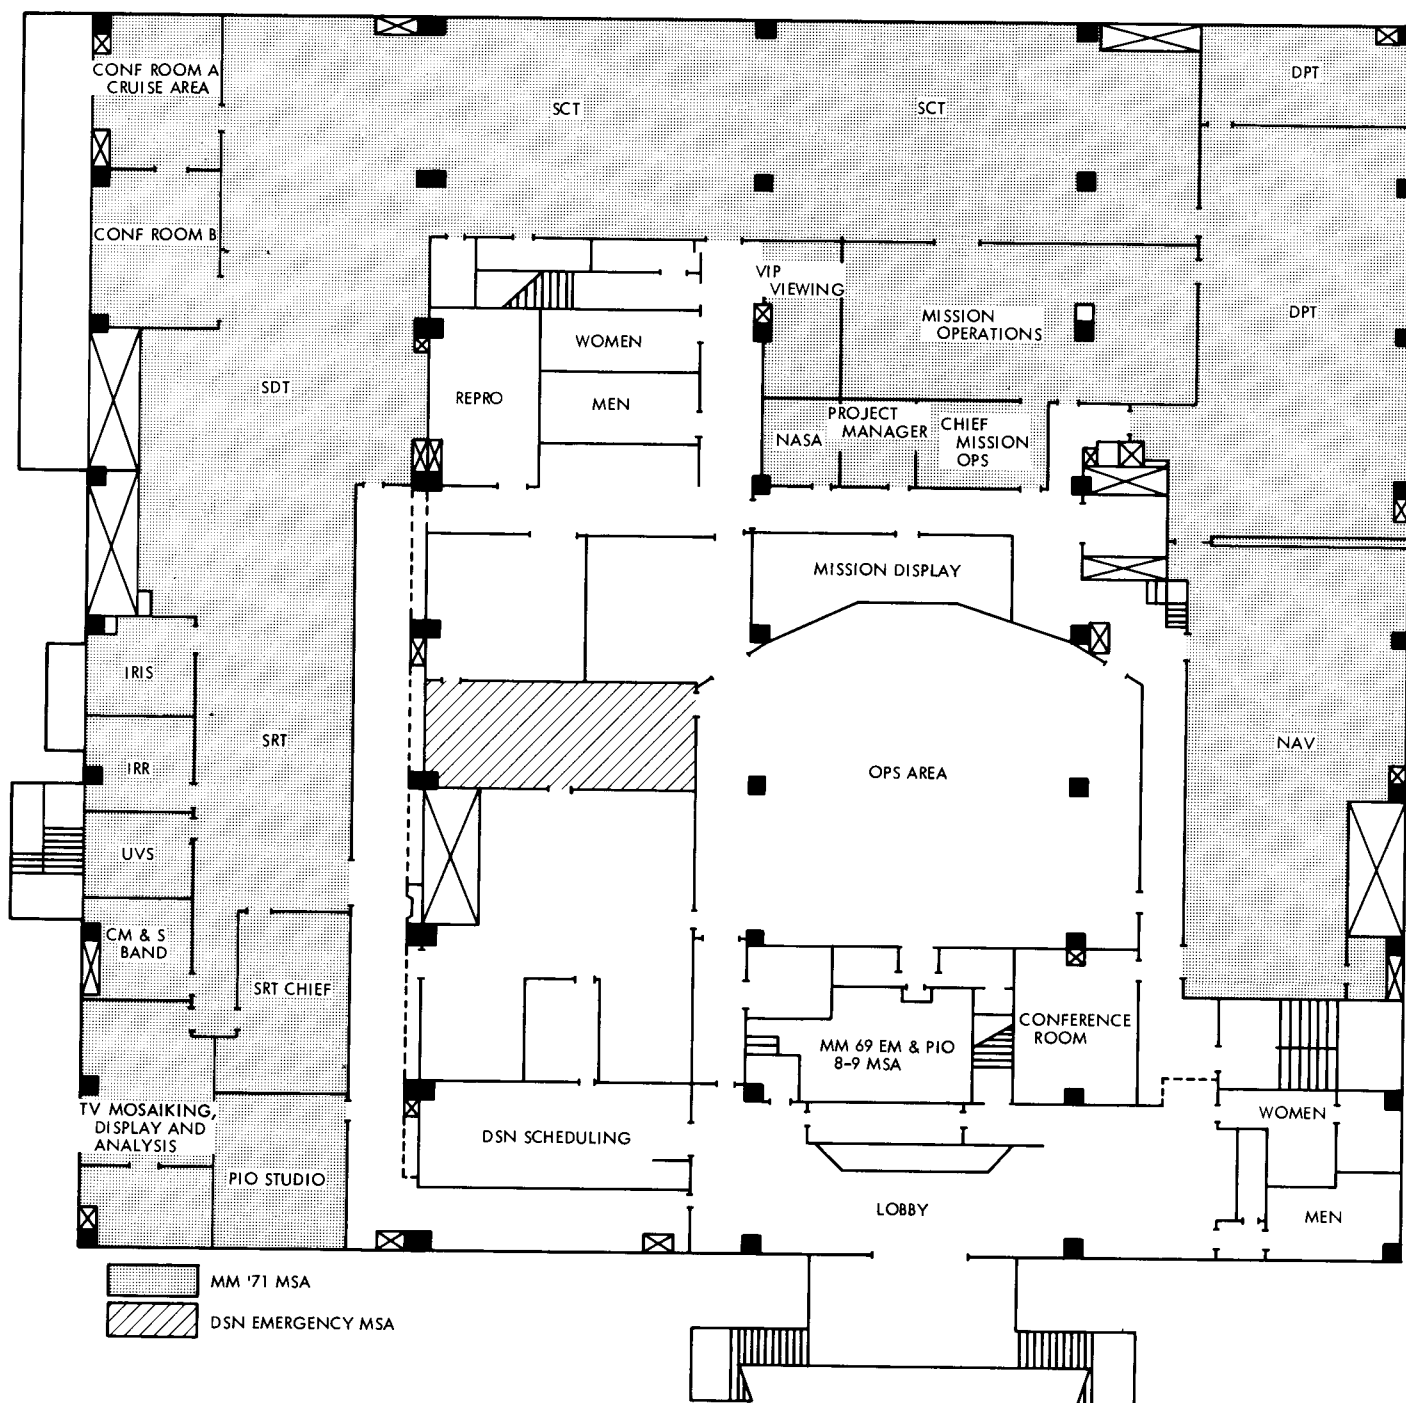 CONF ROOM A
CRUISE AREA
SCT
SCT
DPT
CONF ROOM B
VIP
VIEWING
MISSION
OPERATIONS
DPT
WOMEN
SDT
REPRO
MEN
PROJECT
MANAGER
NASA
CHIEF
MISSION
OPS
MISSION DISPLAY
IRIS
SRT
NAV
IRR
OPS AREA
UVS
CM & S
BAND
SRT CHIEF
CONFERENCE
ROOM
MM 69 EM & PIO
8-9 MSA
TV MOSAIKING,
DISPLAY AND
ANALYSIS
DSN SCHEDULING
WOMEN
PIO STUDIO
LOBBY
MEN
MM '71 MSA
DSN EMERGENCY MSA